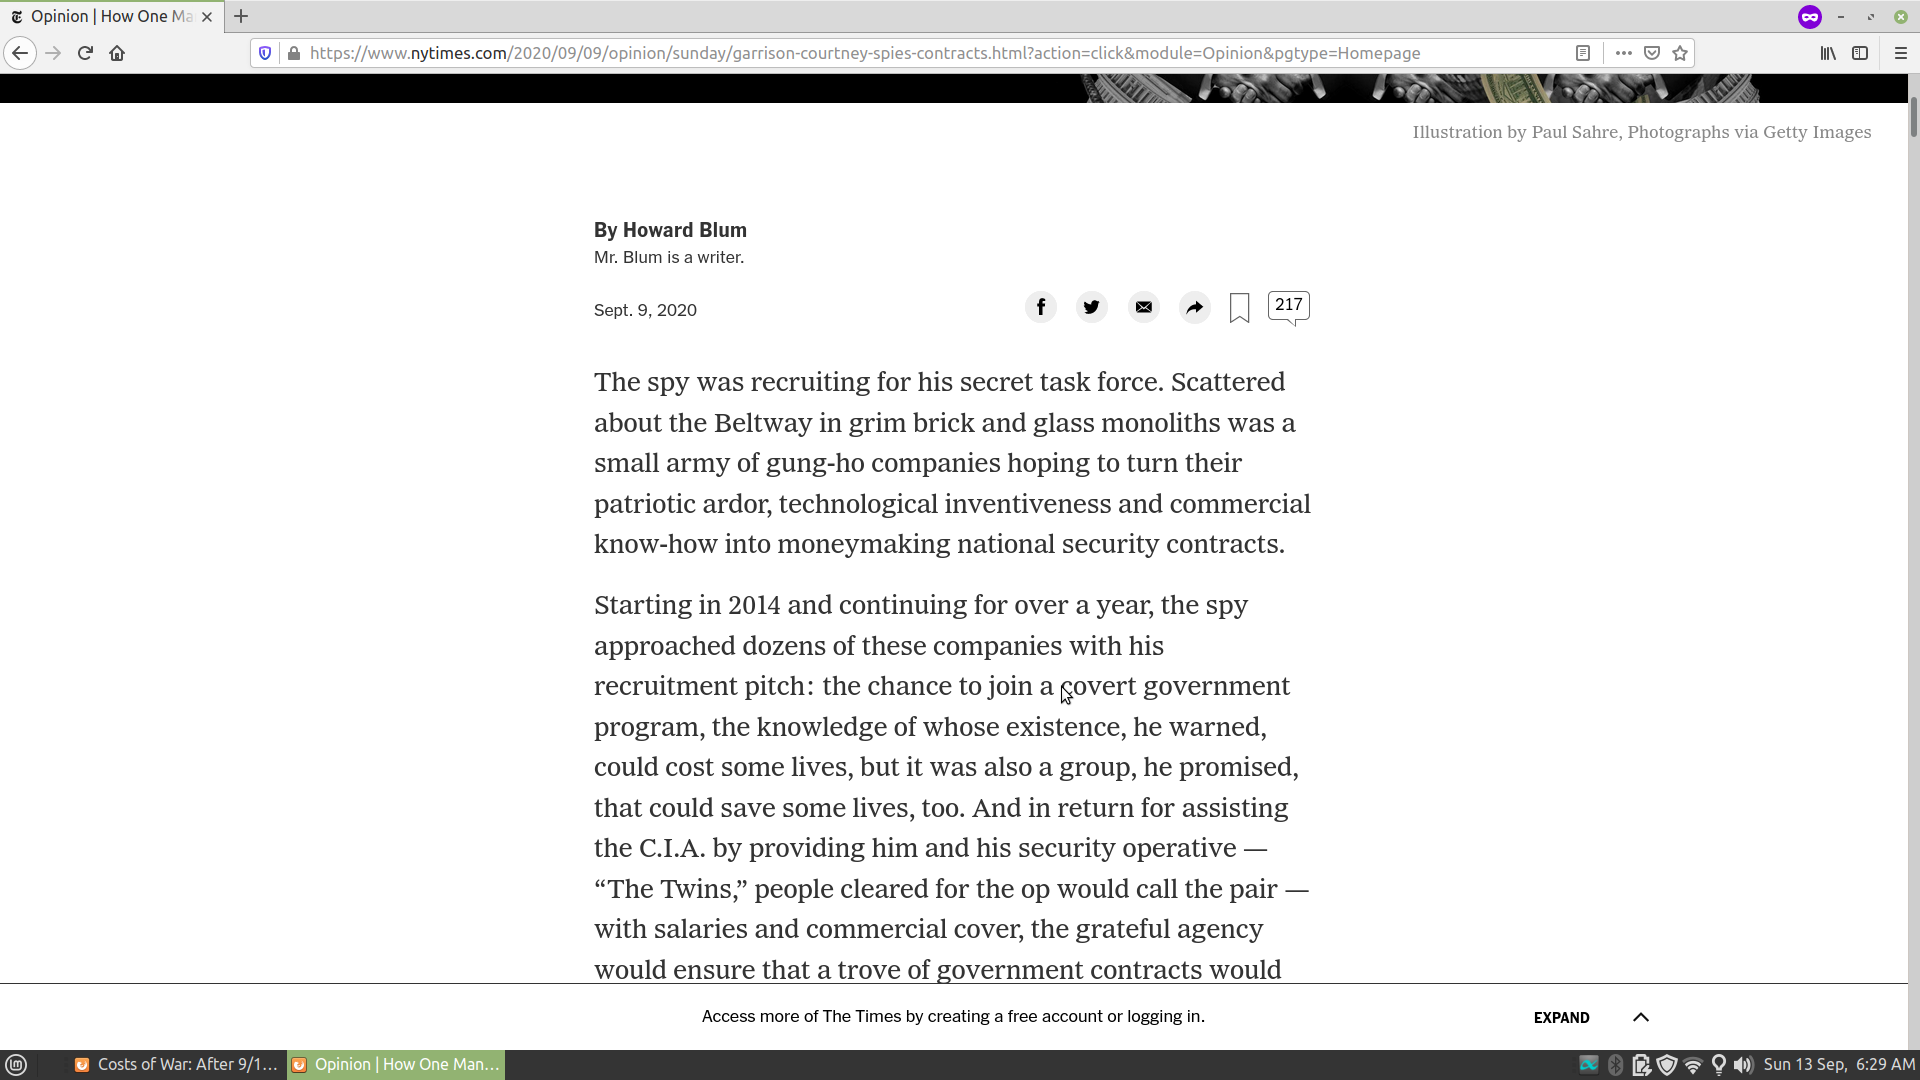 Opinion | How One Ma
https://www.nytimes.com/2020/09/09/opinion/sunday/garrison-courtney-spies-contracts.html?action=click&module=Opinion&pgtype=Homepage
Illustration by Paul Sahre, Photographs via Getty Images
By Howard Blum
Mr. Blum is a writer.
Sept. 9, 2020
217
The spy was recruiting for his secret task force. Scattered
about the Beltway in grim brick and glass monoliths was a
small army of gung-ho companies hoping to turn their
patriotic ardor, technological inventiveness and commercial
know-how into moneymaking national security contracts.
Starting in 2014 and continuing for over a year, the spy
approached dozens of these companies with his
recruitment pitch: the chance to join a covert government
program, the knowledge of whose existence, he warned,
could cost some lives, but it was also a group, he promised,
that could save some lives, too. And in return for assisting
the C.I.A. by providing him and his security operative —
“The Twins,” people cleared for the op would call the pair —
with salaries and commercial cover, the grateful agency
would ensure that a trove of government contracts would
Access more of The Times by creating a free account or logging in.
EXPAND
Costs of War: After 9/1...
Opinion | How One Man...
Sun 13 Sep, 6:29 AM